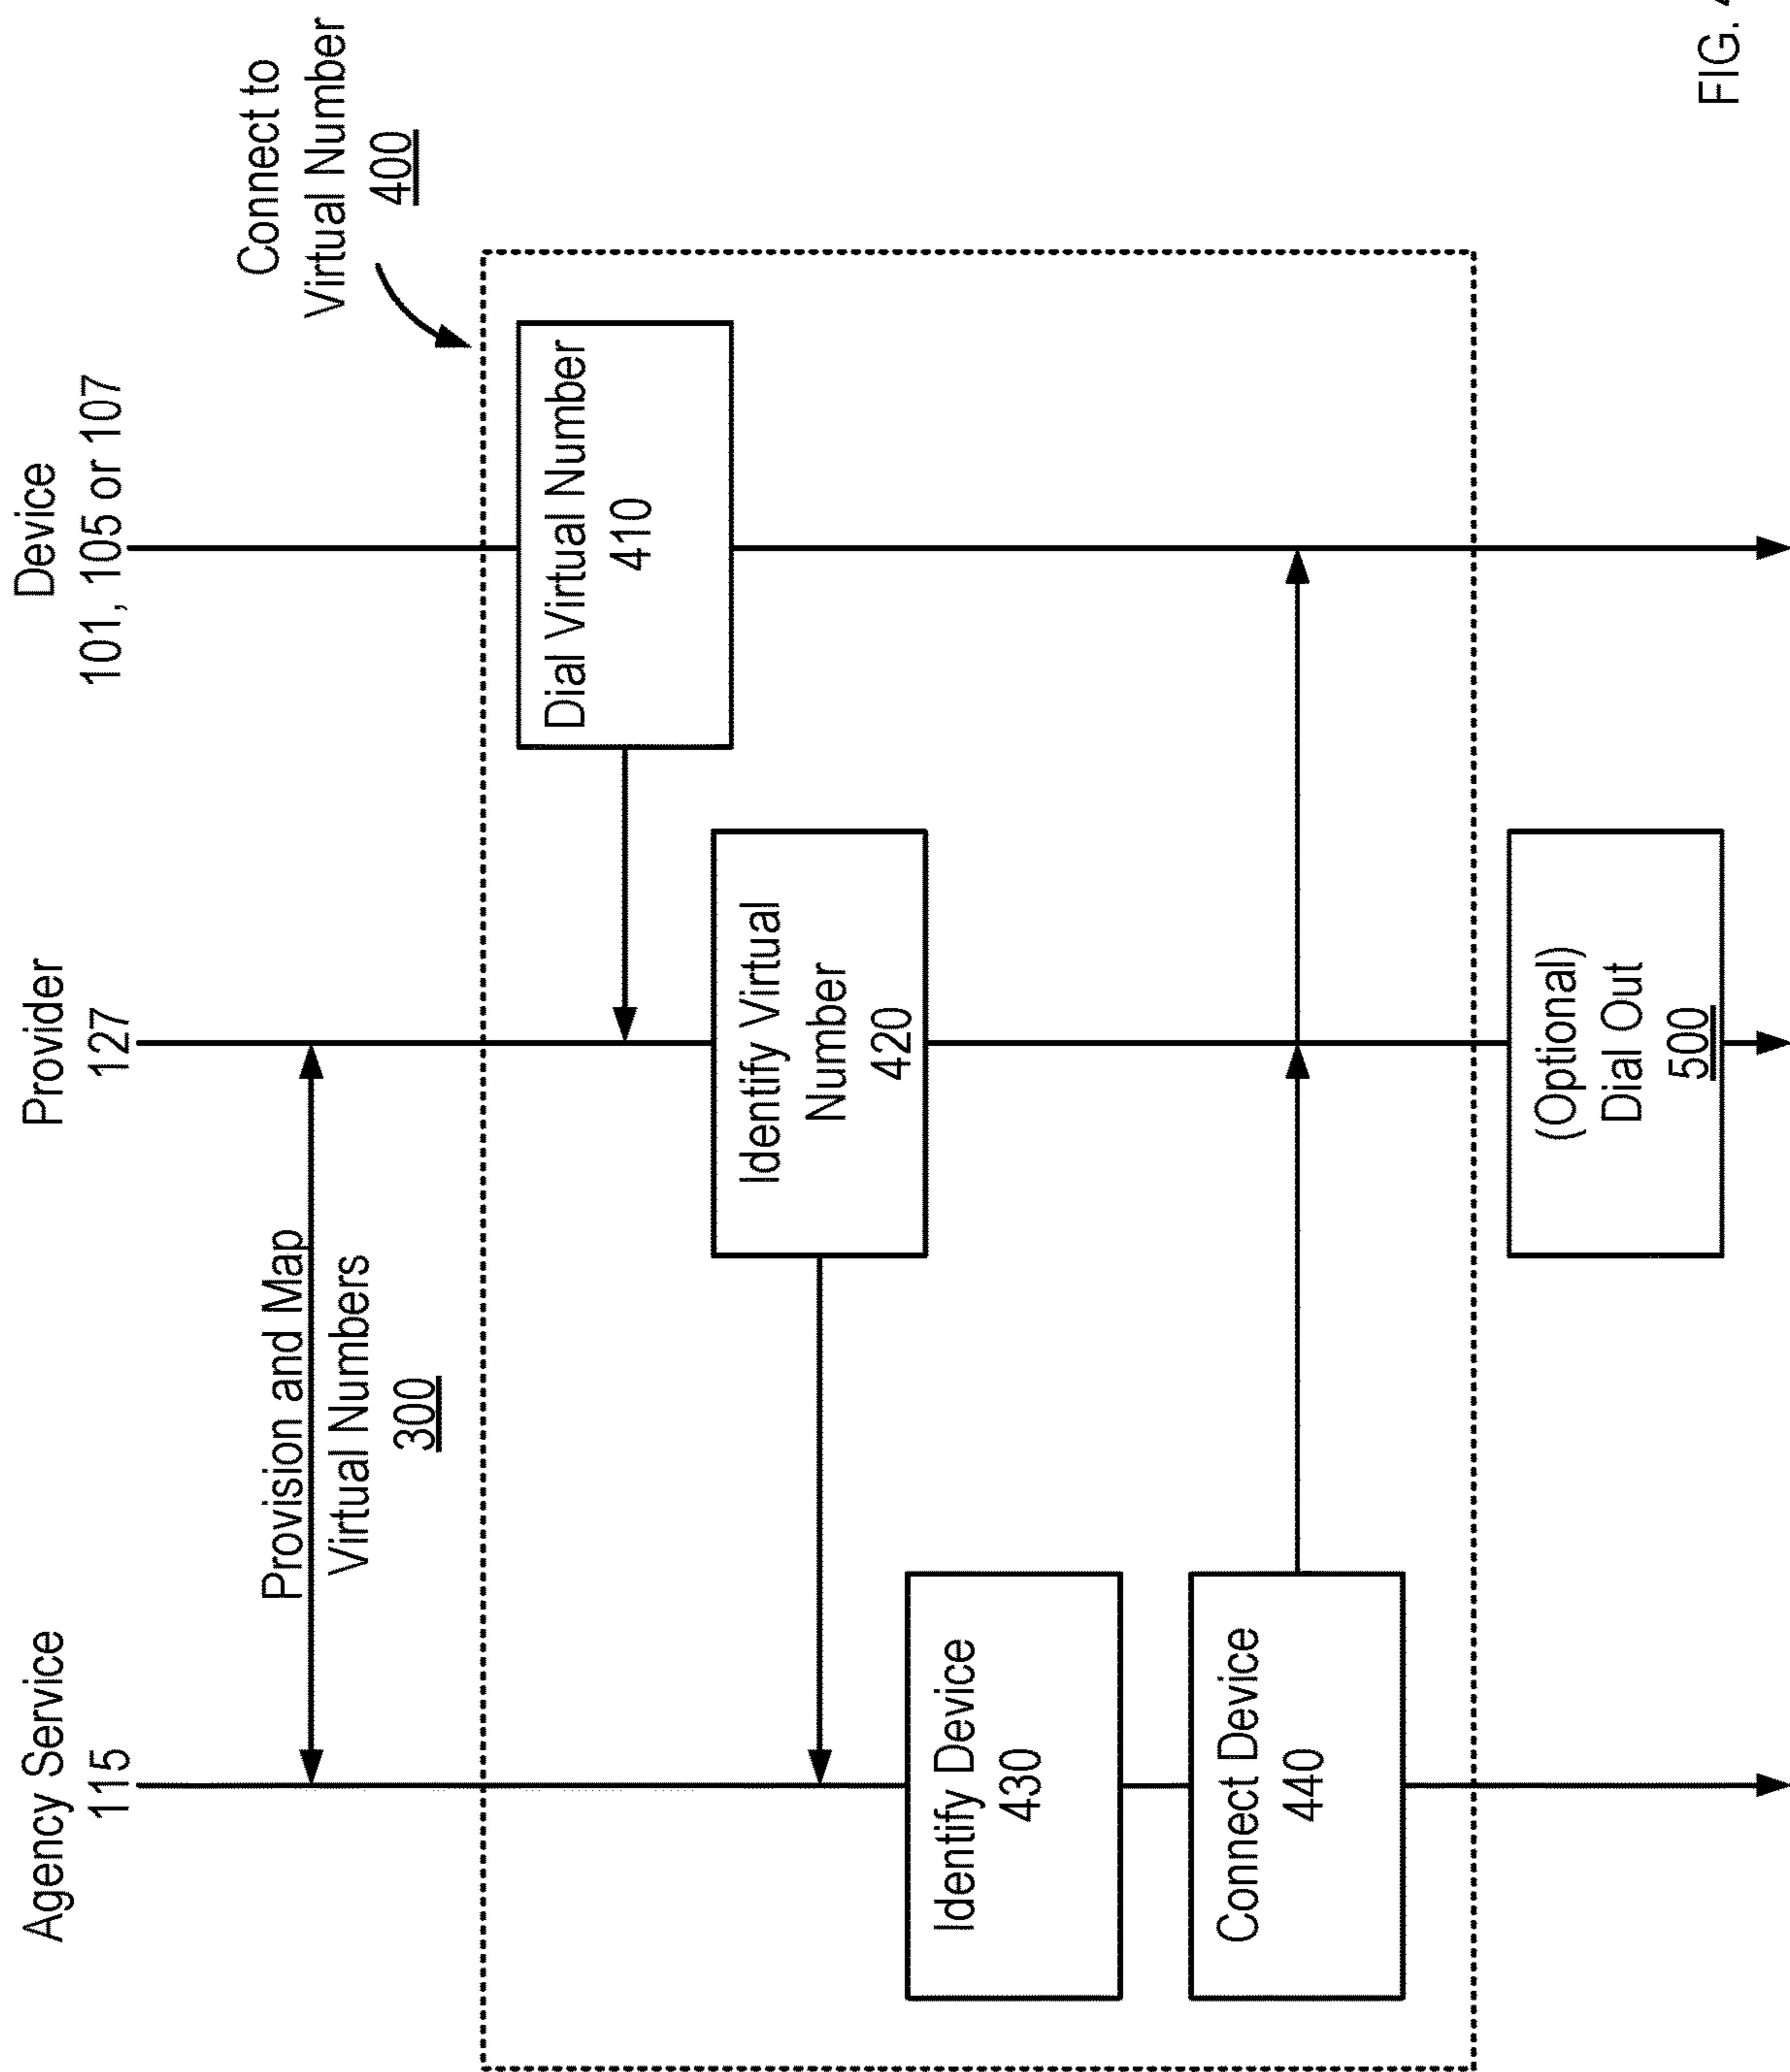 Agency Service
115
Provider
127
Device
101, 105 or 107
Provision and Map
Virtual Numbers
300
Connect to
Virtual Number
400
Dial Virtual Number
410
Identify Virtual
Number
420
Identify Device
430
Connect Device
440
(Optional)
Dial Out
500
FIG. 4